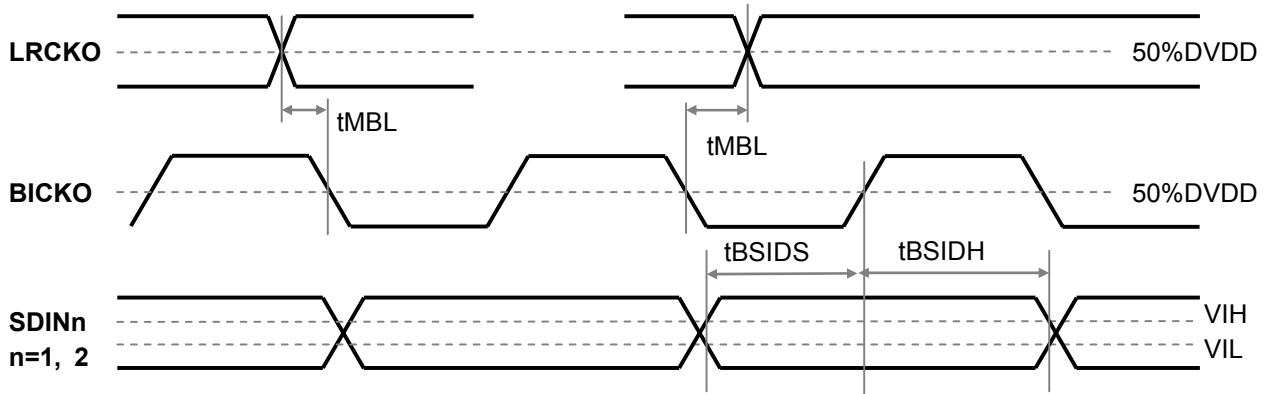 LRCKO
50%DVDD
tMBL
tMBL
BICKO
50%DVDD
tBSIDS
tBSIDH
SDINn
n=1, 2
VIH
VIL